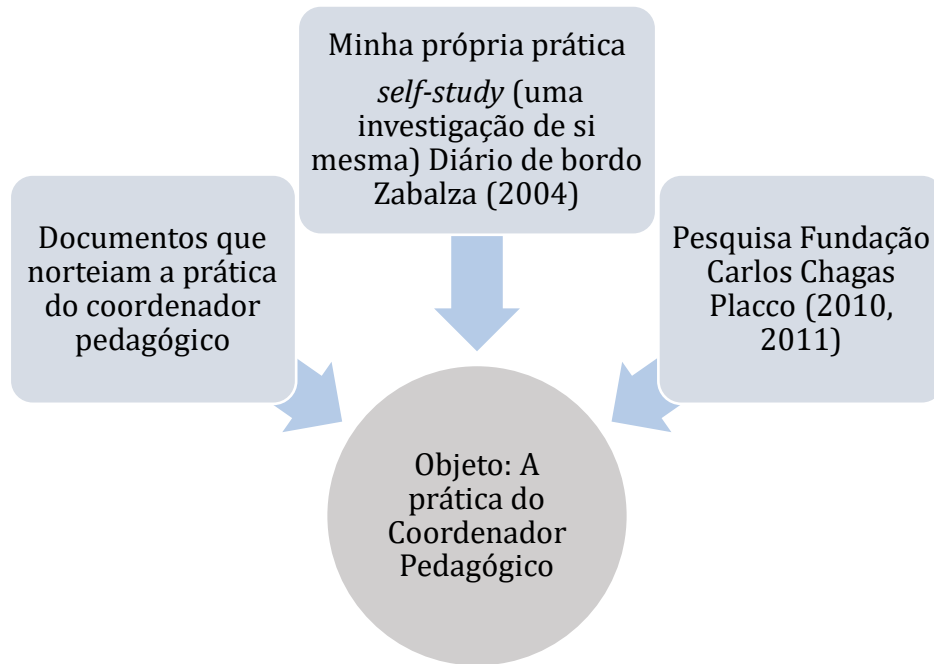 Minha própria prática
self-study (uma
investigação de si
mesma) Diário de bordo
Zabalza (2004)
Documentos que
norteiam a prática
do coordenador
pedagógico
Pesquisa Fundação
Carlos Chagas
Placco (2010,
2011)
Objeto: A
prática do
Coordenador
Pedagógico